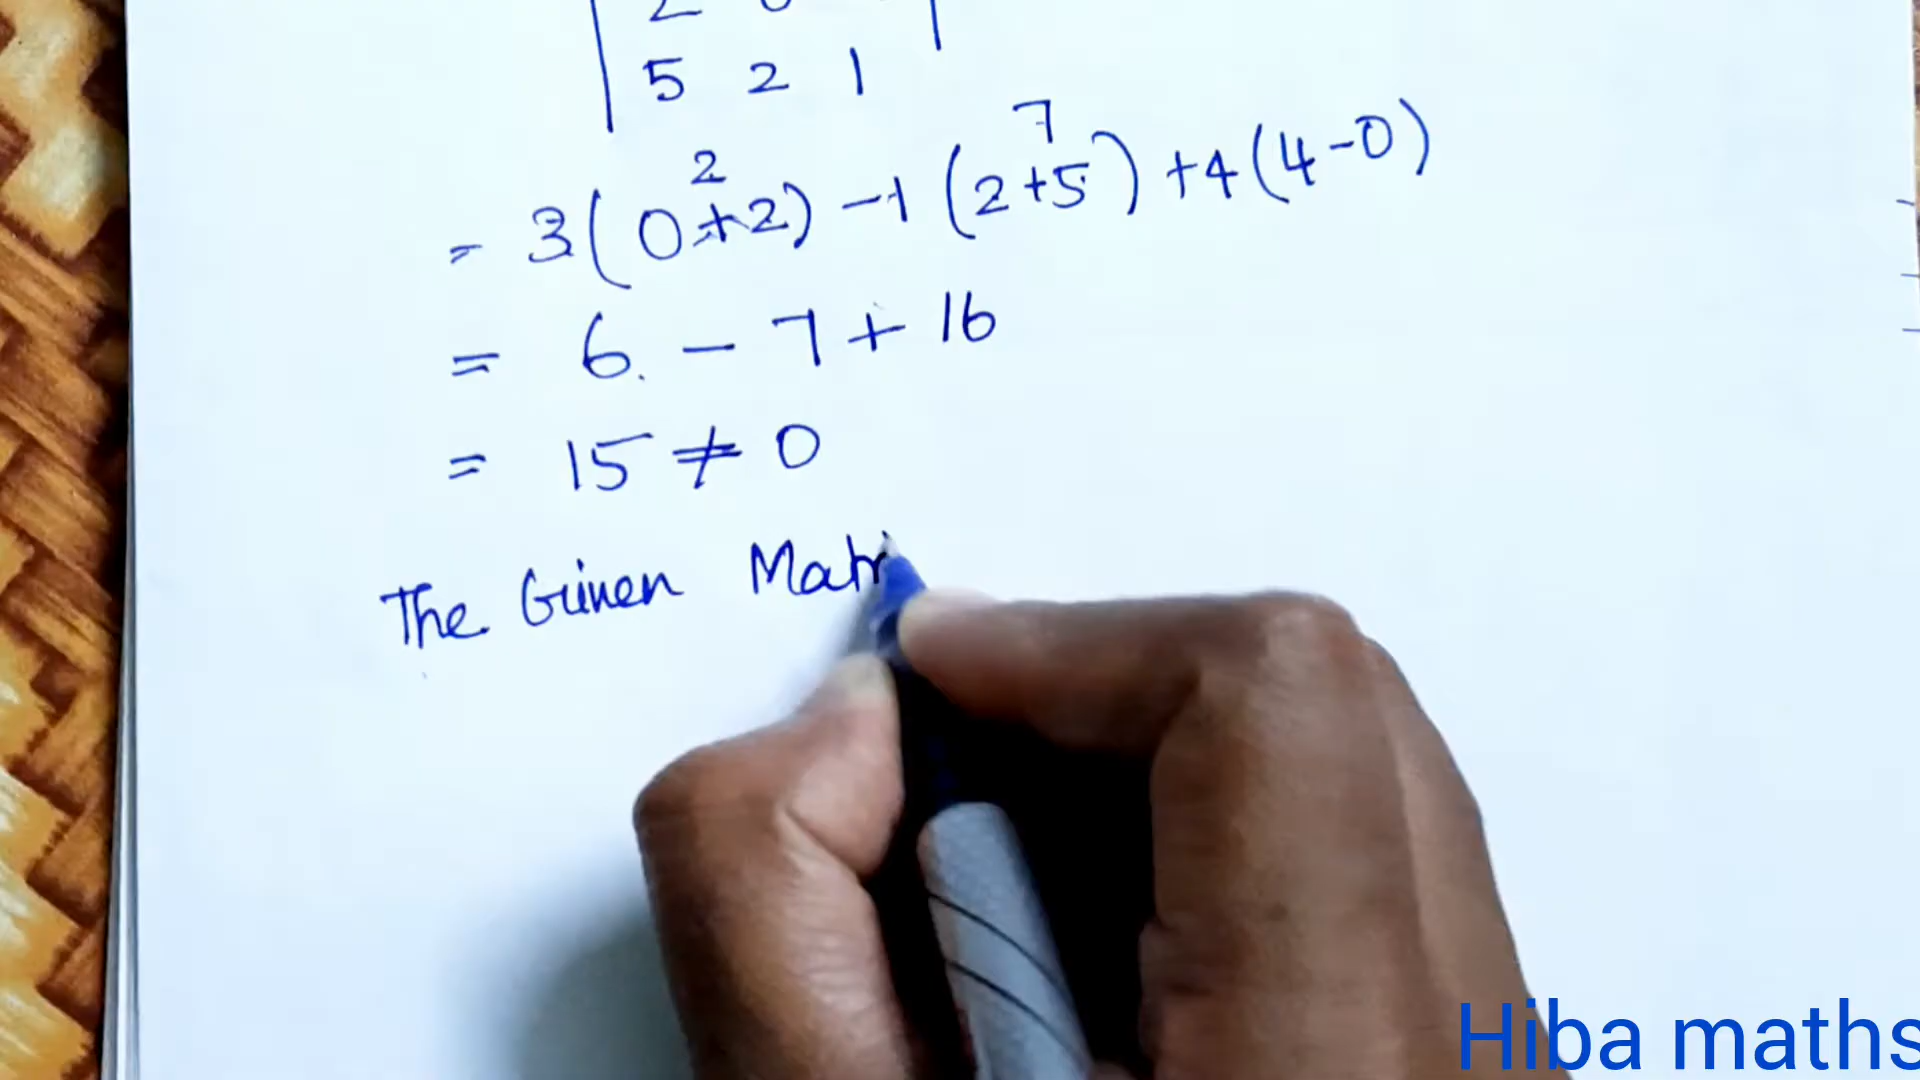 5 2 1
2 7
= 3(0+2) -1(2+5) +4(4-0)
= 6 - 7 + 16
= 15 ≠ 0
The Given Matri
Hiba maths